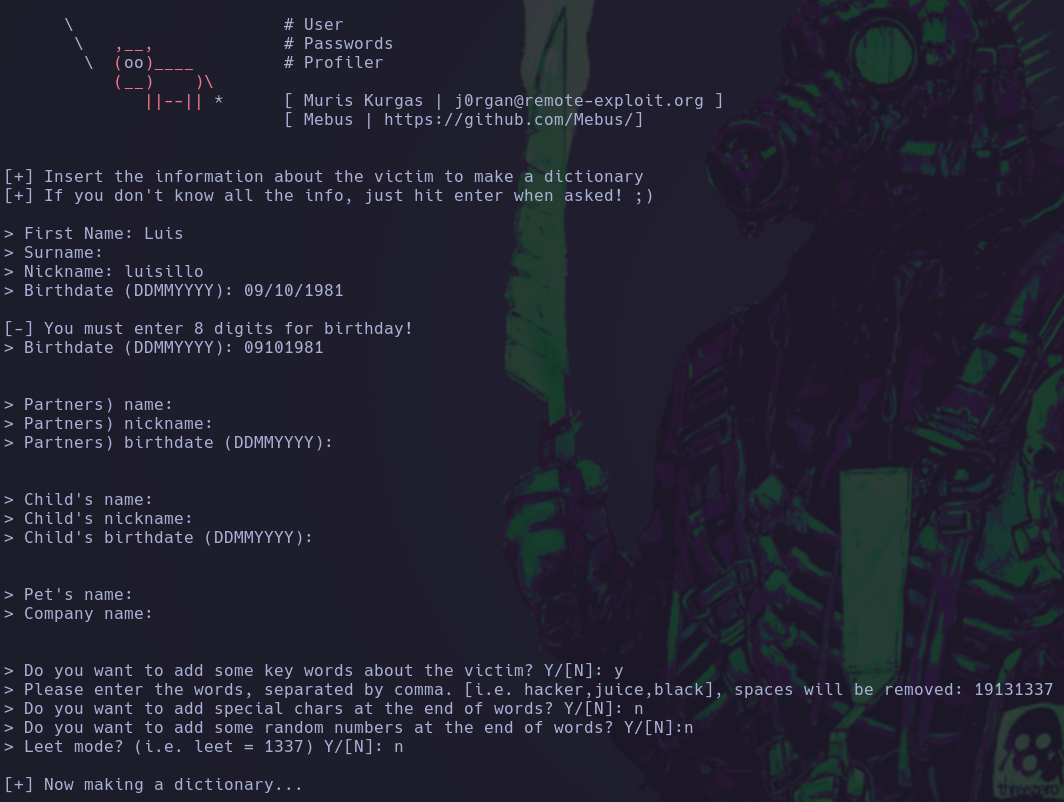 \                     # User
\   ,__,             # Passwords
\  (oo)____         # Profiler
(__)    )\
||--|| *      [ Muris Kurgas | j0rgan@remote-exploit.org ]
[ Mebus | https://github.com/Mebus/]
[+] Insert the information about the victim to make a dictionary
[+] If you don't know all the info, just hit enter when asked! ;)
> First Name: Luis
> Surname:
> Nickname: luisillo
> Birthdate (DDMMYYYY): 09/10/1981
[-] You must enter 8 digits for birthday!
> Birthdate (DDMMYYYY): 09101981
> Partners) name:
> Partners) nickname:
> Partners) birthdate (DDMMYYYY):
> Child's name:
> Child's nickname:
> Child's birthdate (DDMMYYYY):
> Pet's name:
> Company name:
> Do you want to add some key words about the victim? Y/[N]: y
> Please enter the words, separated by comma. [i.e. hacker,juice,black], spaces will be removed: 19131337
> Do you want to add special chars at the end of words? Y/[N]: n
> Do you want to add some random numbers at the end of words? Y/[N]:n
> Leet mode? (i.e. leet = 1337) Y/[N]: n
[+] Now making a dictionary...